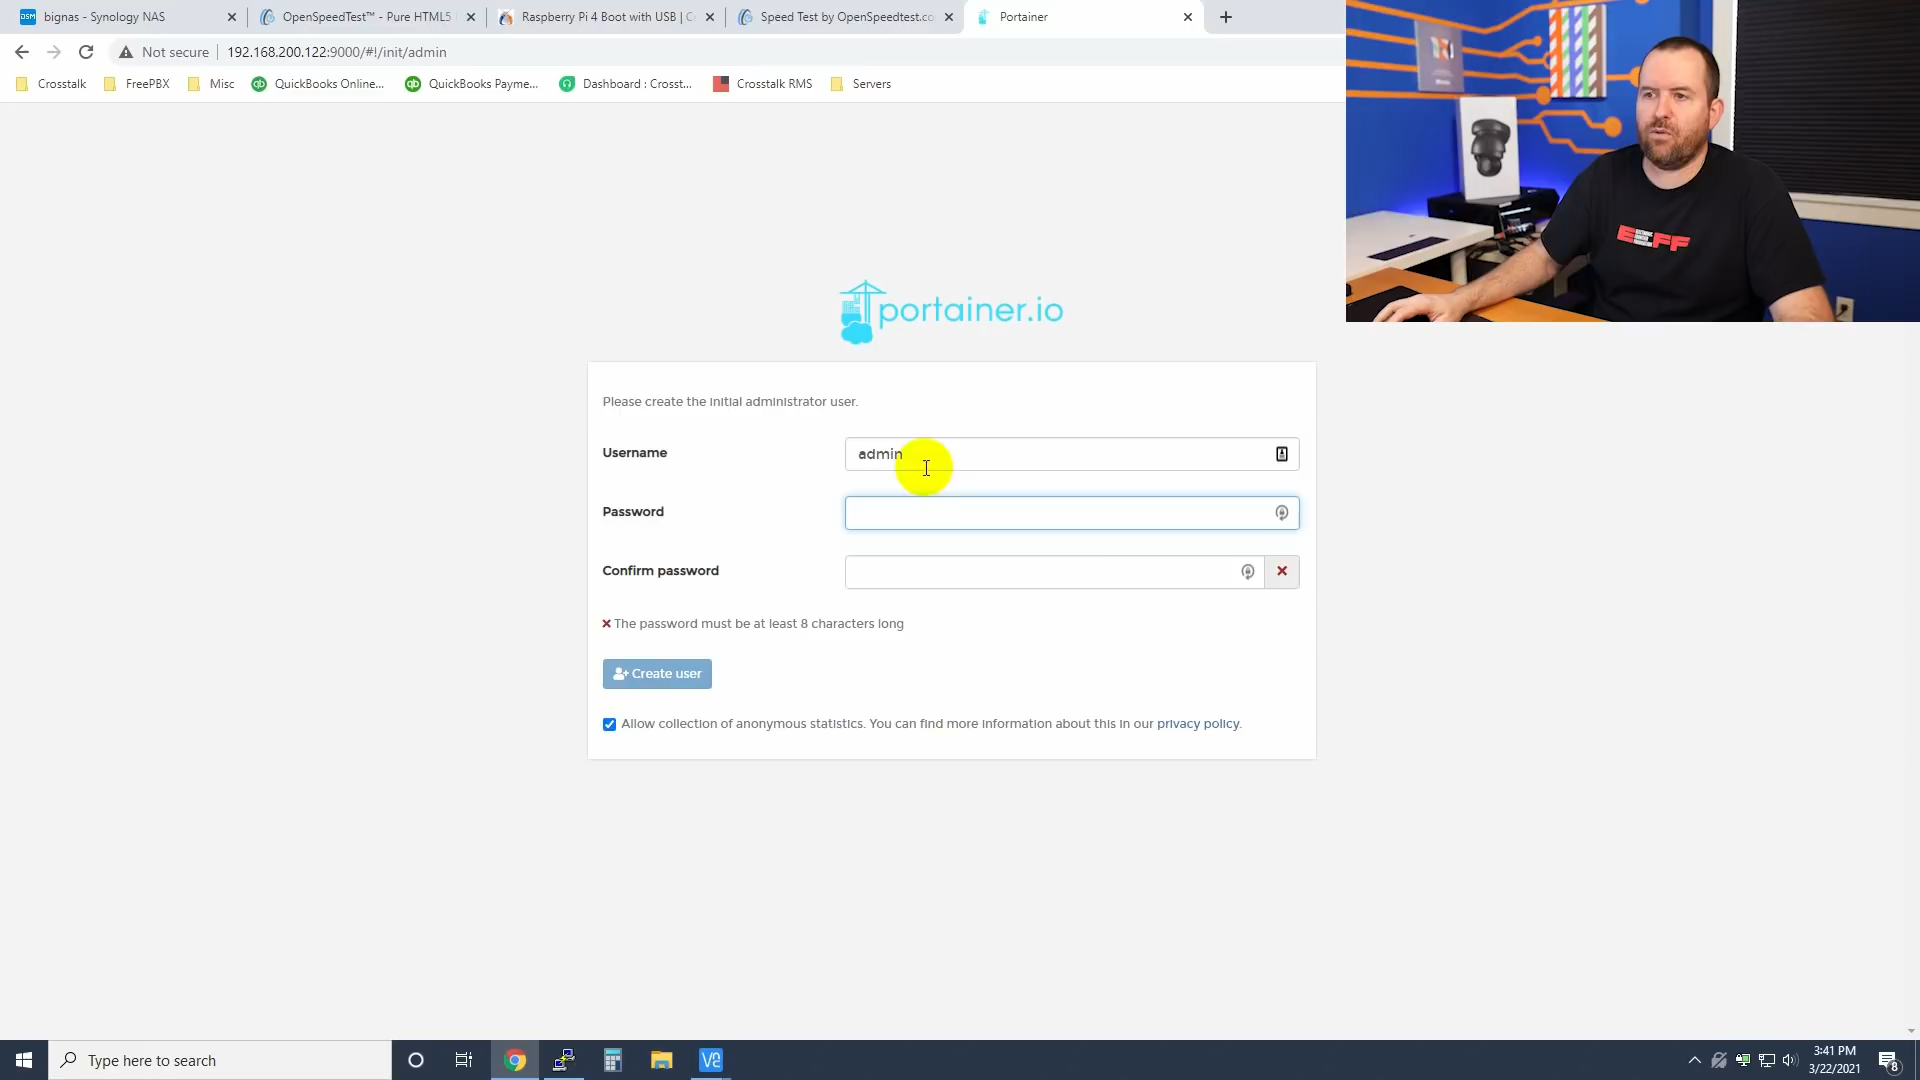 bignas - Synology NAS
OpenSpeedTest™ - Pure HTML5
Raspberry Pi 4 Boot with USB | C
Speed Test by OpenSpeedtest.co
Portainer
Not secure
192.168.200.122:9000/#!/init/admin
Crosstalk
FreePBX
Misc
QuickBooks Online...
QuickBooks Payme...
Dashboard : Crosst...
Crosstalk RMS
Servers
EFF
portainer.io
Please create the initial administrator user.
Username
admin
Password
Confirm password
The password must be at least 8 characters long
Create user
Allow collection of anonymous statistics. You can find more information about this in our privacy policy.
Type here to search
3:41 PM
3/22/2021
8